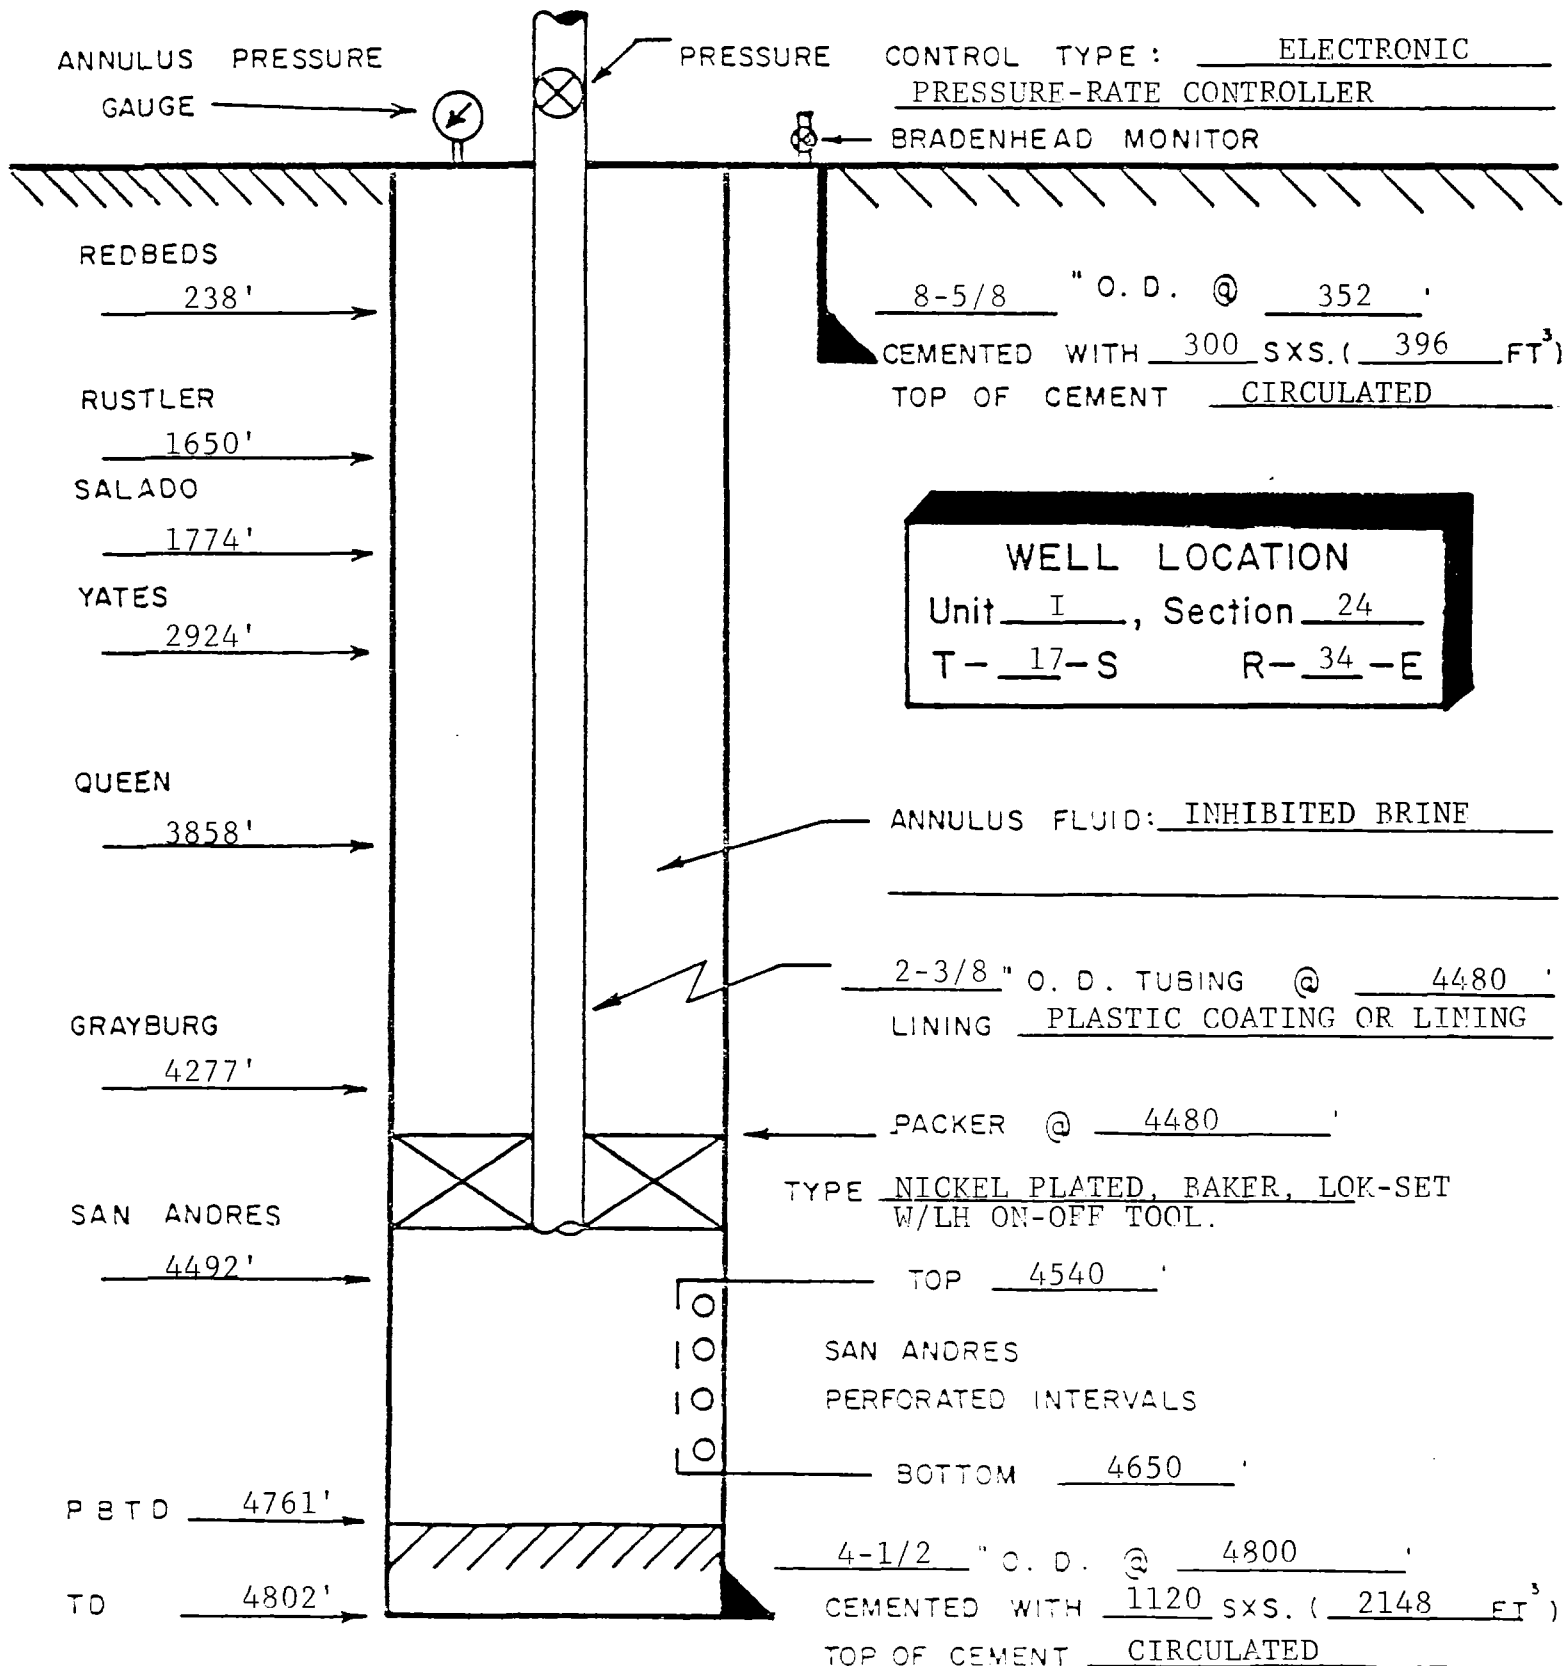 ANNULUS PRESSURE
GAUGE
PRESSURE CONTROL TYPE: ELECTRONIC
PRESSURE-RATE CONTROLLER
BRADENHEAD MONITOR
REDBEDS
238'
8-5/8 " O. D. @ 352 '
CEMENTED WITH 300 SXS. ( 396 FT³)
TOP OF CEMENT CIRCULATED
RUSTLER
1650'
SALADO
1774'
YATES
2924'
WELL LOCATION
Unit I, Section 24
T- 17-S R- 34 -E
QUEEN
3858'
ANNULUS FLUID: INHIBITED BRINE
2-3/8 " O. D. TUBING @ 4480 '
LINING PLASTIC COATING OR LINING
GRAYBURG
4277'
PACKER @ 4480 '
TYPE NICKEL PLATED, BAKER, LOK-SET
W/LH ON-OFF TOOL.
SAN ANDRES
4492'
TOP 4540 '
SAN ANDRES
PERFORATED INTERVALS
BOTTOM 4650 '
PBTD 4761'
4-1/2 " O. D. @ 4800 '
TD 4802'
CEMENTED WITH 1120 SXS. ( 2148 FT³)
TOP OF CEMENT CIRCULATED